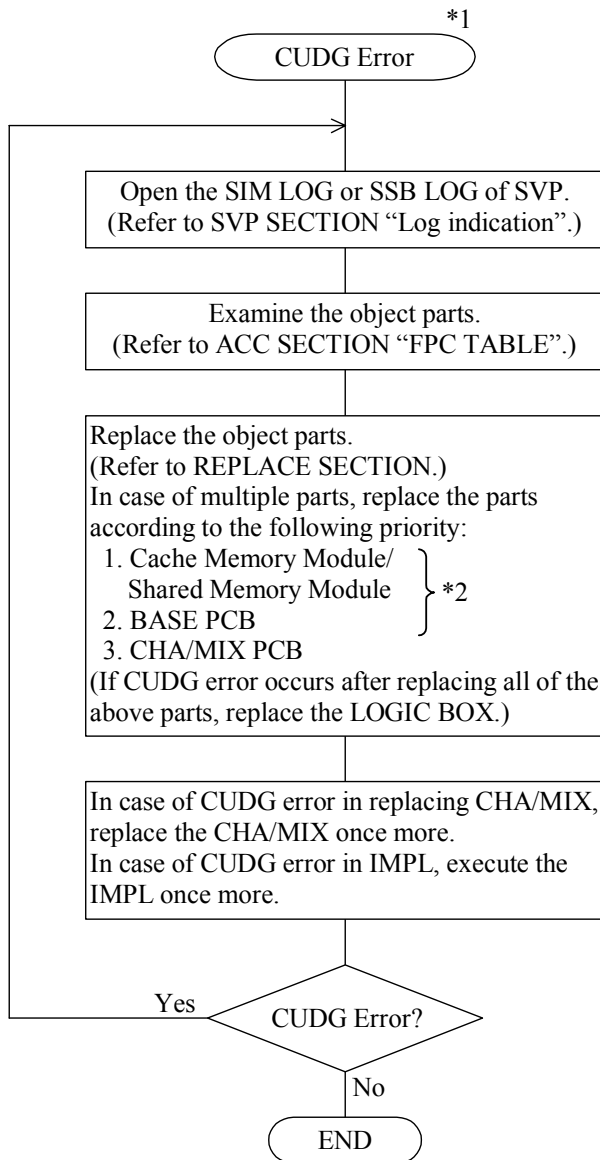 *1
CUDG Error
Open the SIM LOG or SSB LOG of SVP.
(Refer to SVP SECTION “Log indication”.)
Examine the object parts.
(Refer to ACC SECTION “FPC TABLE”.)
Replace the object parts.
(Refer to REPLACE SECTION.)
In case of multiple parts, replace the parts
according to the following priority:
1. Cache Memory Module/
Shared Memory Module
*2
2. BASE PCB
3. CHA/MIX PCB
(If CUDG error occurs after replacing all of the
above parts, replace the LOGIC BOX.)
In case of CUDG error in replacing CHA/MIX,
replace the CHA/MIX once more.
In case of CUDG error in IMPL, execute the
IMPL once more.
Yes
CUDG Error?
No
END